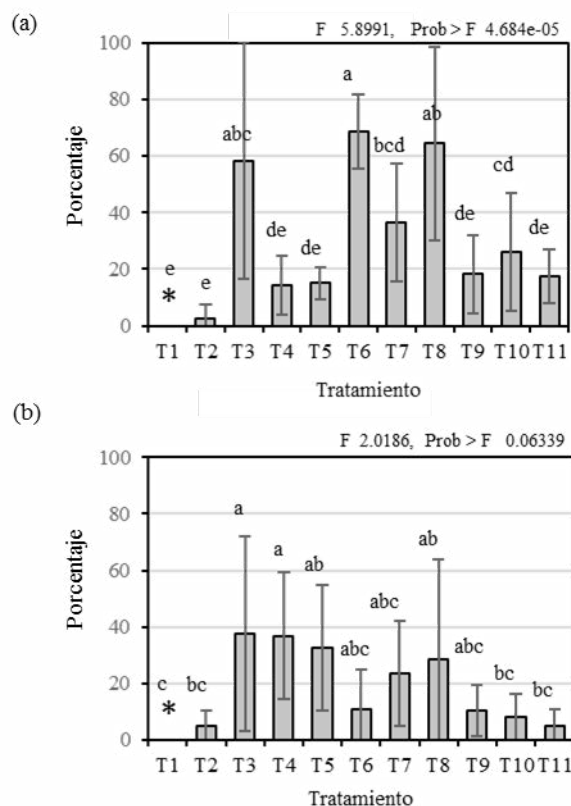 (a)
F 5.8991, Prob > F 4.684e-05
Porcentaje
100
80
60
40
20
0
e
*
e
abc
de
de
a
bcd
ab
de
cd
de
T1 T2 T3 T4 T5 T6 T7 T8 T9 T10 T11
Tratamiento
(b)
F 2.0186, Prob > F 0.06339
Porcentaje
100
80
60
40
20
0
c
*
bc
a
a
ab
abc
abc
ab
abc
bc
bc
T1 T2 T3 T4 T5 T6 T7 T8 T9 T10 T11
Tratamiento